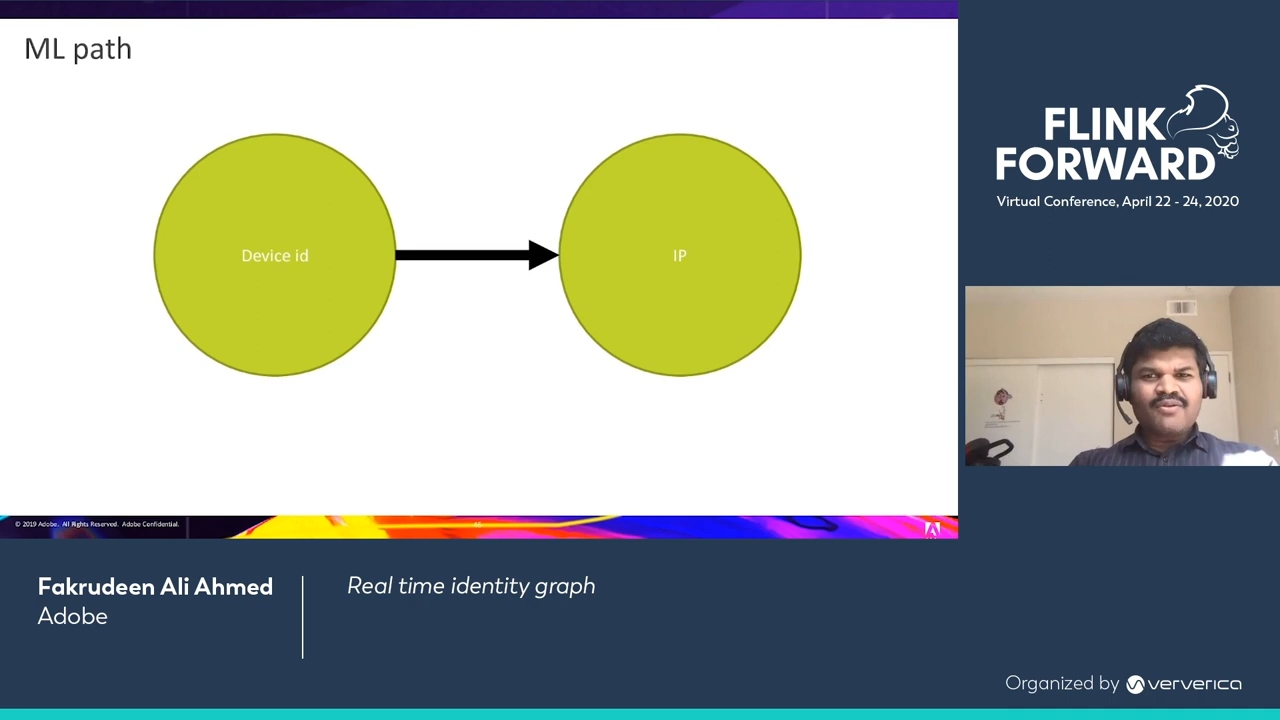 ML path
Device id
IP
© 2019 Adobe. All Rights Reserved. Adobe Confidential.
FLINK
FORWARD
Virtual Conference, April 22 - 24, 2020
Fakrudeen Ali Ahmed
Adobe
Real time identity graph
Organized by ververica